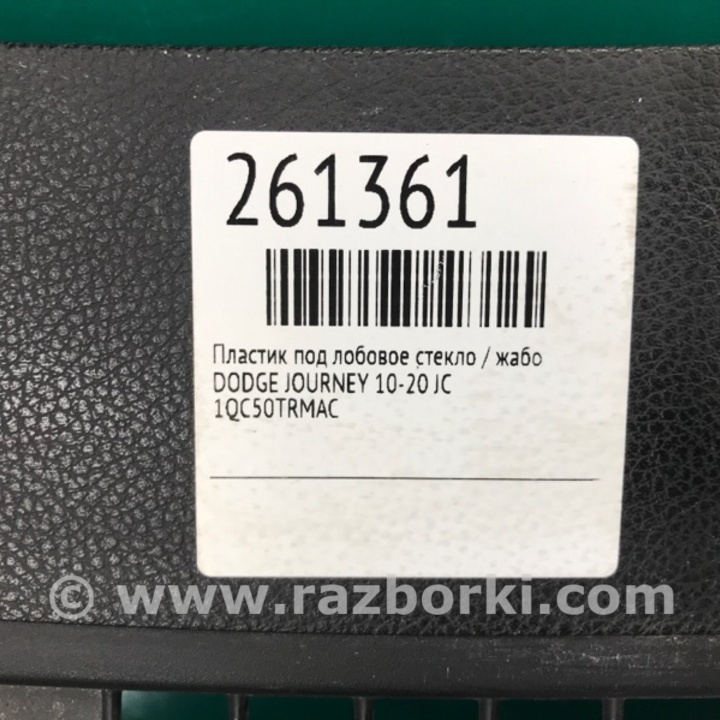 261361
Пластик под лобовое стекло / жабо
DODGE JOURNEY 10-20 JC
1QC50TRMAC
© www.razborki.com